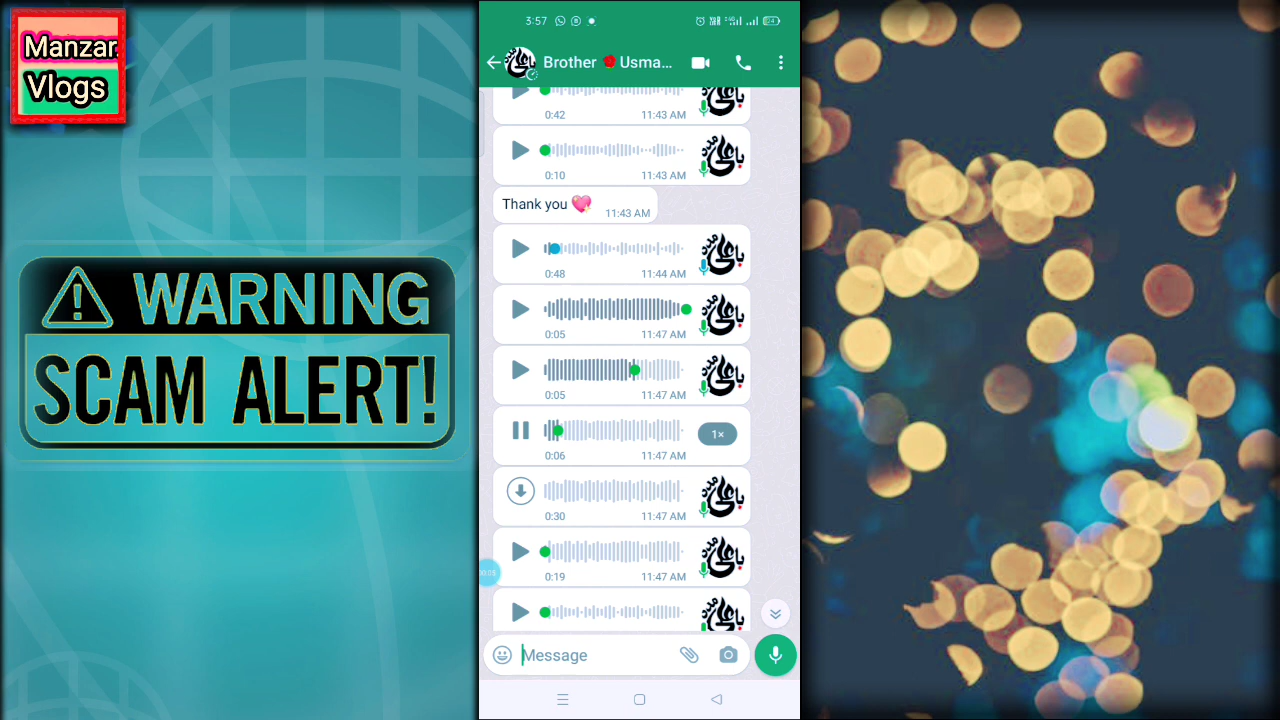 Manzar
Vlogs
WARNING
SCAM ALERT!
3:57
Brother 🌹Usma...
0:42 11:43 AM
0:10 11:43 AM
Thank you 💖 11:43 AM
0:48 11:44 AM
0:05 11:47 AM
0:05 11:47 AM
1×
0:06 11:47 AM
0:30 11:47 AM
0:19 11:47 AM
Message